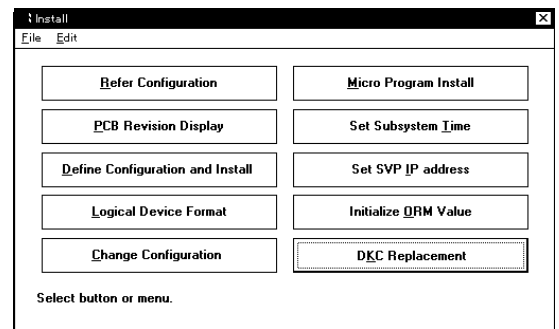 Install
File Edit
Refer Configuration
Micro Program Install
PCB Revision Display
Set Subsystem Time
Define Configuration and Install
Set SVP IP address
Logical Device Format
Initialize ORM Value
Change Configuration
DKC Replacement
Select button or menu.